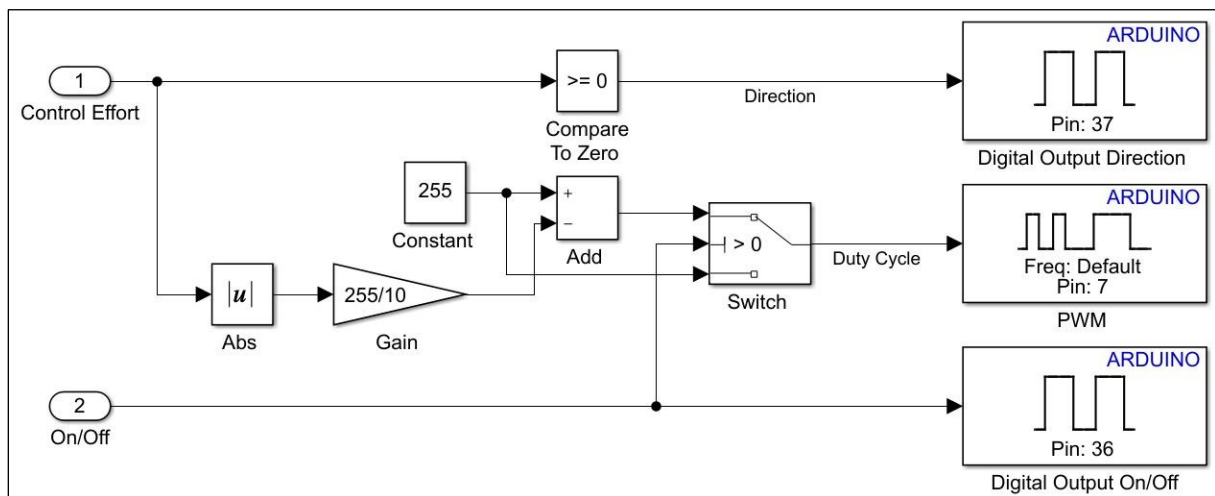 1
Control Effort
>= 0
Compare
To Zero
Direction
ARDUINO
Pin: 37
Digital Output Direction
255
Constant
+
−
Add
> 0
Switch
Duty Cycle
ARDUINO
Freq: Default
Pin: 7
PWM
|u|
Abs
255/10
Gain
2
On/Off
ARDUINO
Pin: 36
Digital Output On/Off